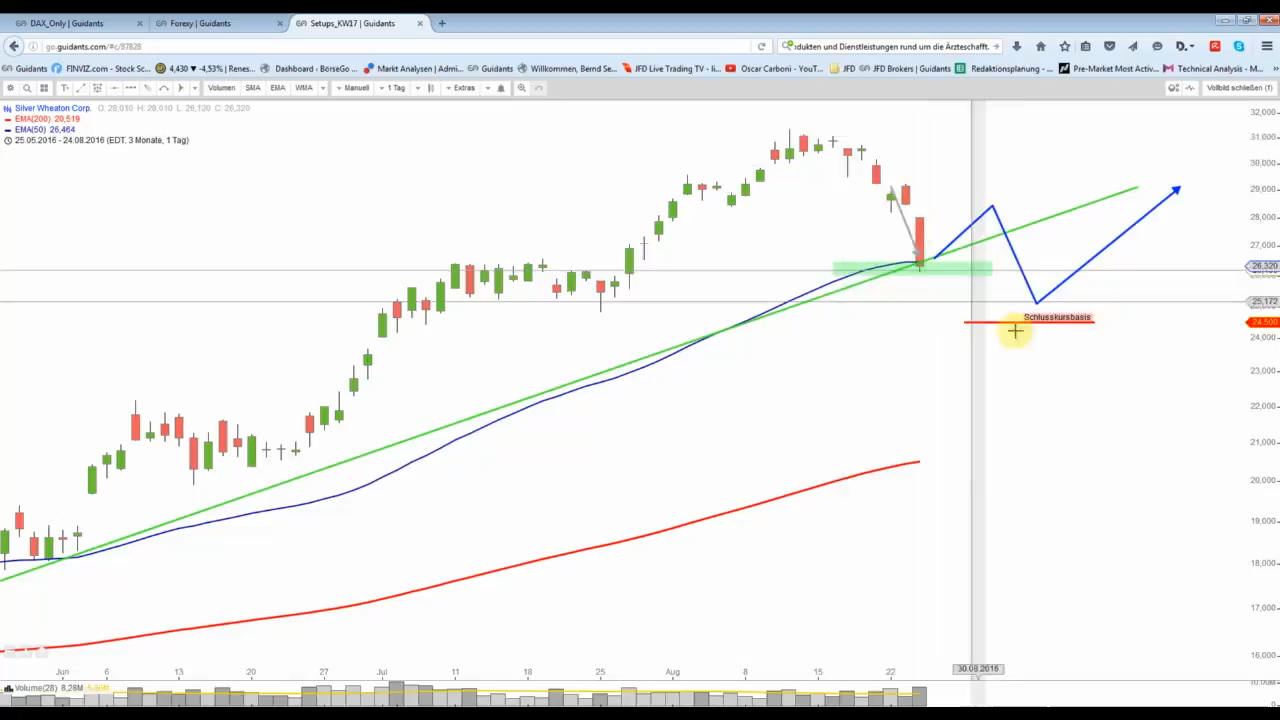 DAX_Only | Guidants
Forexy | Guidants
Setups_KW17 | Guidants
go.guidants.com/#c/87828
odukten und Dienstleistungen rund um die Ärzteschafft.
Guidants
FINVIZ.com - Stock Sc...
4,430 ▼ -4,53% | Renes...
Dashboard ‹ BörseGo ...
Markt Analysen | Admi...
Guidants
Willkommen, Bernd Se...
JFD Live Trading TV - li...
Oscar Carboni - YouT...
JFD
JFD Brokers | Guidants
Redaktionsplanung - ...
Pre-Market Most Activ...
Technical Analysis - M...
Volumen
SMA
EMA
WMA
Manuell
1 Tag
Extras
Vollbild schließen (f)
Silver Wheaton Corp. O: 28,010 H: 28,010 L: 26,120 C: 26,320
EMA(200) 20,519
EMA(50) 26,464
25.05.2016 - 24.08.2016 (EDT, 3 Monate, 1 Tag)
32,000
31,000
30,000
29,000
28,000
27,000
26,320
25,172
Schlusskursbasis
24,500
24,000
23,000
22,000
21,000
20,000
19,000
18,000
17,000
16,000
Jun
6
13
20
27
Jul
11
18
25
Aug
8
15
22
30.09.2016
Volume(28) 8,28M